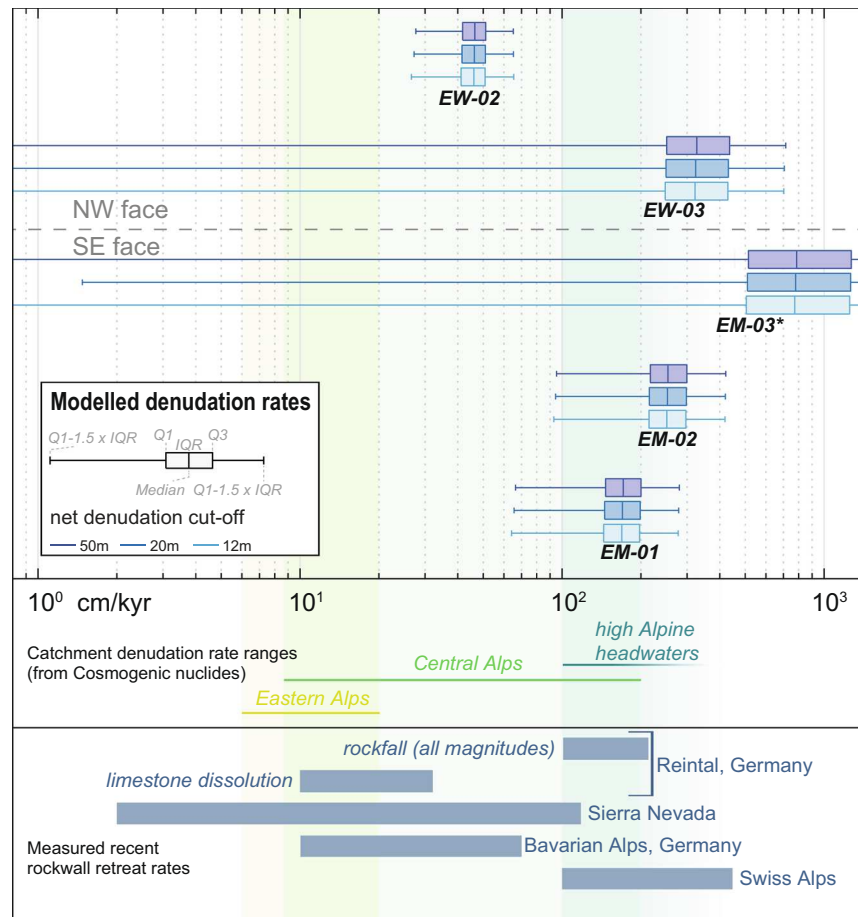 EW-02
EW-03
NW face
SE face
EM-03*
EM-02
Modelled denudation rates
Q1-1.5 x IQR
Q1
IQR
Q3
Median
Q1-1.5 x IQR
net denudation cut-off
50m
20m
12m
EM-01
10⁰ cm/kyr
10¹
10²
10³
Catchment denudation rate ranges
(from Cosmogenic nuclides)
high Alpine
headwaters
Central Alps
Eastern Alps
rockfall (all magnitudes)
Reintal, Germany
limestone dissolution
Sierra Nevada
Measured recent
rockwall retreat rates
Bavarian Alps, Germany
Swiss Alps